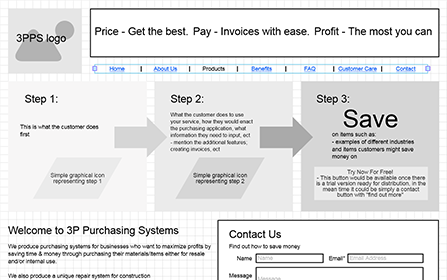 3PPS logo
Price - Get the best. Pay - Invoices with ease. Profit - The most you can
Home | About Us | Products | Benefits | FAQ | Customer Care | Contact
Step 1:
This is what the customer does
first
Simple graphical icon
representing step 1
Step 2:
What the customer does to use
your service, how they would enact
the purchasing application, what
information they need to input, ect
- mention the additional features;
creating invoices, ect
Simple graphical icon
representing step 2
Step 3:
Save
on items such as:
- examples of different industries
and items customers might save
money on
Try Now For Free!
- This button would be available once there
is a trial version ready for distribution, in the
mean time it could be simply a contact
button with "find out more"
Welcome to 3P Purchasing Systems
We produce purchasing systems for businesses who want to maximize profits by
saving time & money through purchasing their materials/items either for resale
and/or internal use.
We also produce a unique repair system for construction
Contact Us
Find out how to save money
Name Name Email* Email Address
Message Message